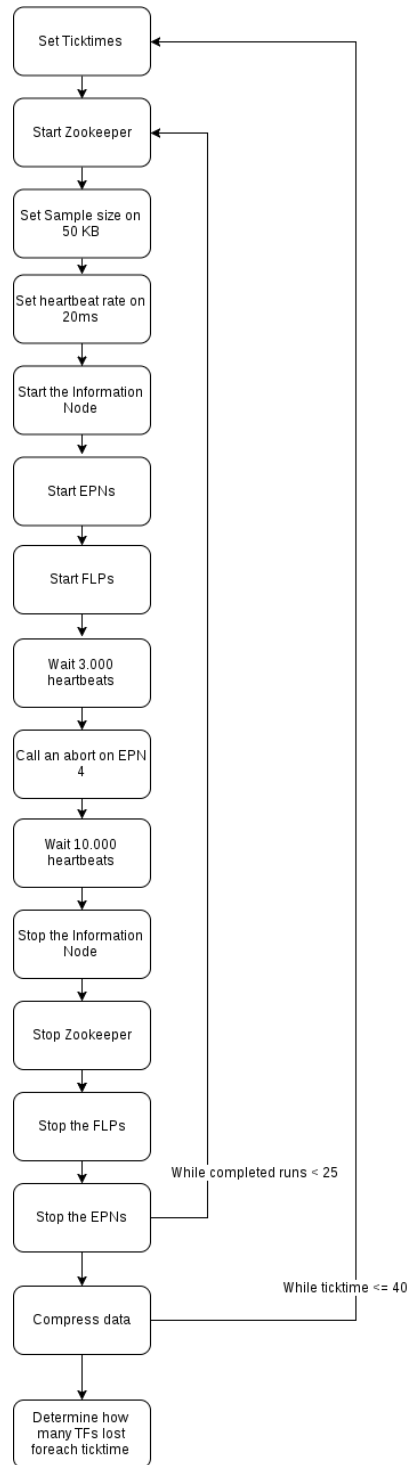 Set Ticktimes
Start Zookeeper
Set Sample size on
50 KB
Set heartbeat rate on
20ms
Start the Information
Node
Start EPNs
Start FLPs
Wait 3.000
heartbeats
Call an abort on EPN
4
Wait 10.000
heartbeats
Stop the Information
Node
Stop Zookeeper
Stop the FLPs
While completed runs < 25
Stop the EPNs
While ticktime <= 40
Compress data
Determine how
many TFs lost
foreach ticktime